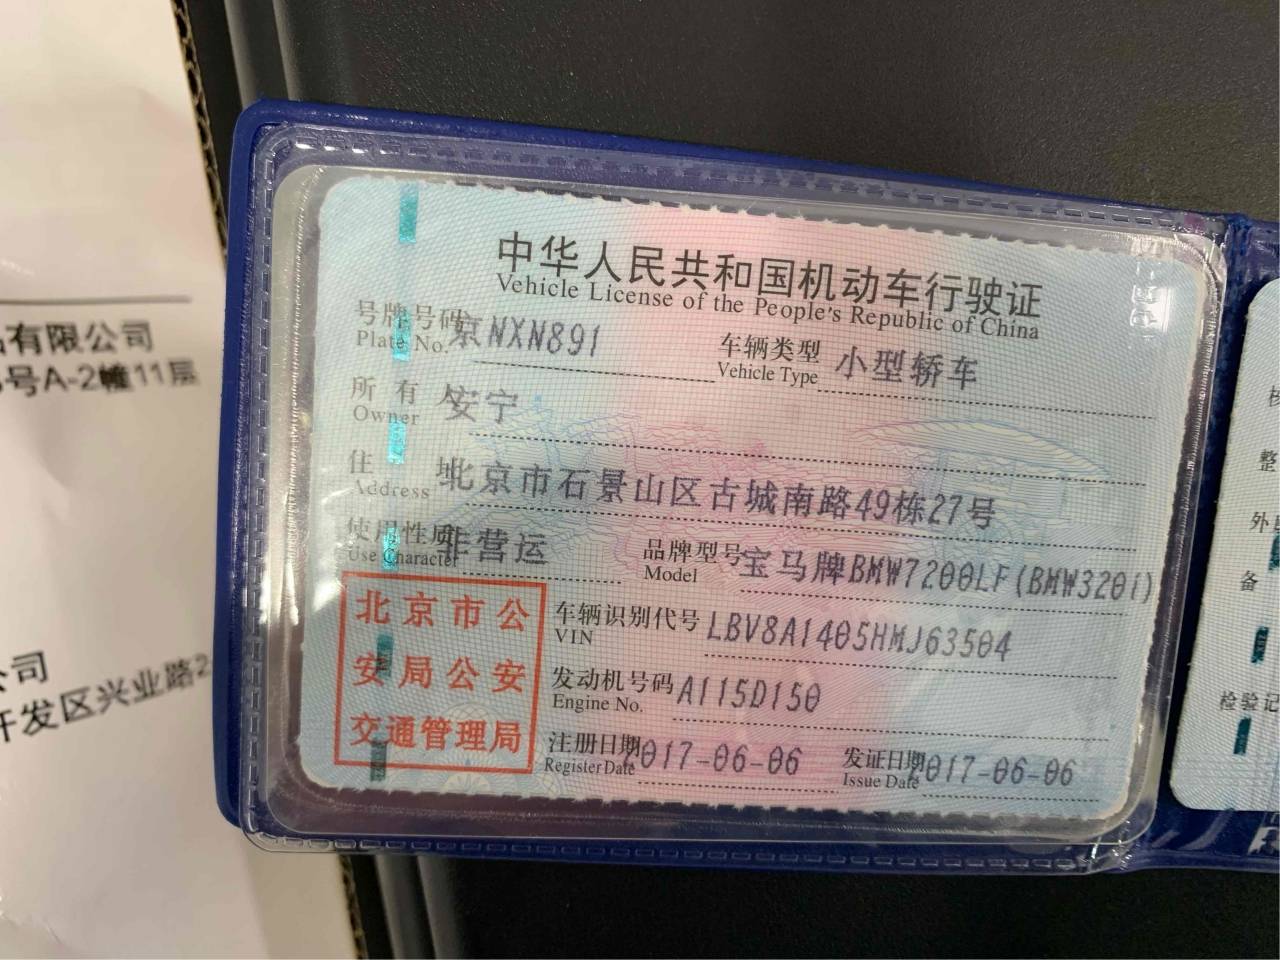 中华人民共和国机动车行驶证
Vehicle License of the People's Republic of China
号牌号码 京NXN891 车辆类型 小型轿车
Plate No. Vehicle Type
所有人 安宁
Owner
住址 北京市石景山区古城南路49栋27号
Address
使用性质 非营运 品牌型号 宝马牌BMW7200LF(BMW320i)
Use Character Model
北京市公
安局公安
交通管理局
车辆识别代号 LBV8A1405HMJ63504
VIN
发动机号码 A115D150
Engine No.
注册日期 2017-06-06 发证日期 2017-06-06
Register Date Issue Date
有限公司
号A-2幢11层
公司
开发区兴业路2
整
外
备
检验记